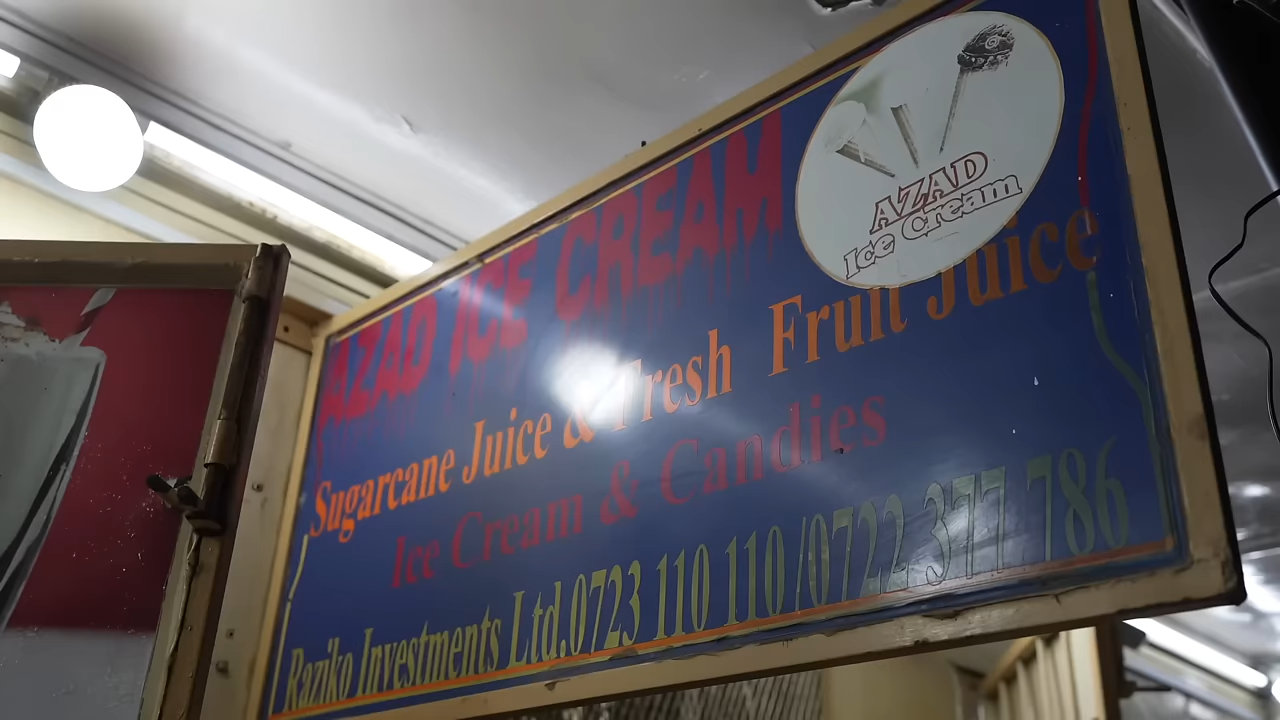 AZAD ICE CREAM
AZAD
Ice Cream
Sugarcane Juice & Fresh Fruit Juice
Ice Cream & Candies
Raziko Investments Ltd.0723 110 110/0722 377 786